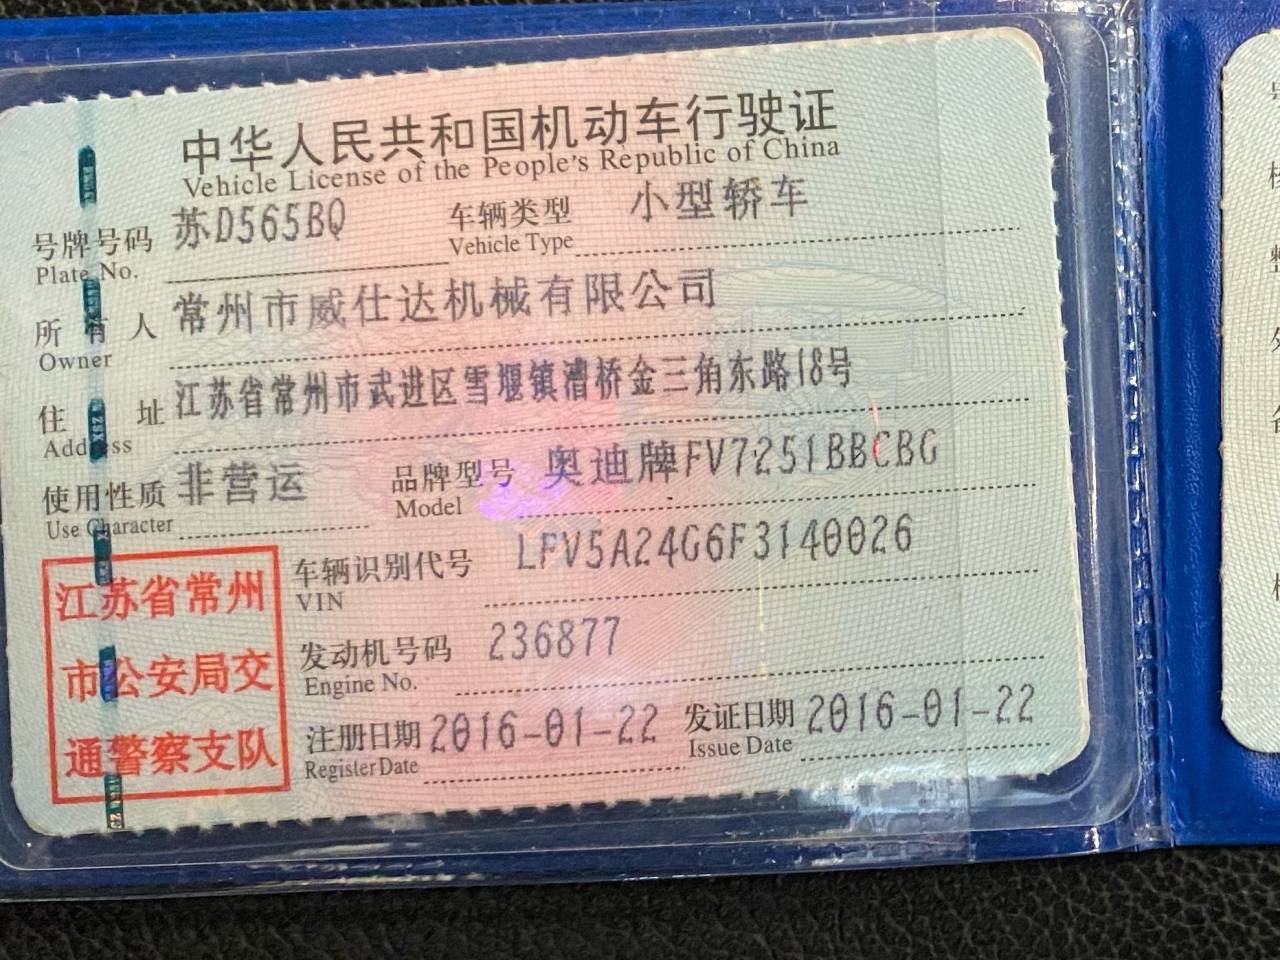 中华人民共和国机动车行驶证
Vehicle License of the People's Republic of China
号牌号码 苏D565BQ 车辆类型 小型轿车
Plate No. Vehicle Type
所有人 常州市威仕达机械有限公司
Owner
住址 江苏省常州市武进区雪堰镇漕桥金三角东路18号
Address
使用性质 非营运 品牌型号 奥迪牌FV7251BBCBG
Use Character Model
车辆识别代号 LFV5A24G6F3140026
VIN
发动机号码 236877
Engine No.
注册日期 2016-01-22 发证日期 2016-01-22
Register Date Issue Date
江苏省常州
市公安局交
通警察支队